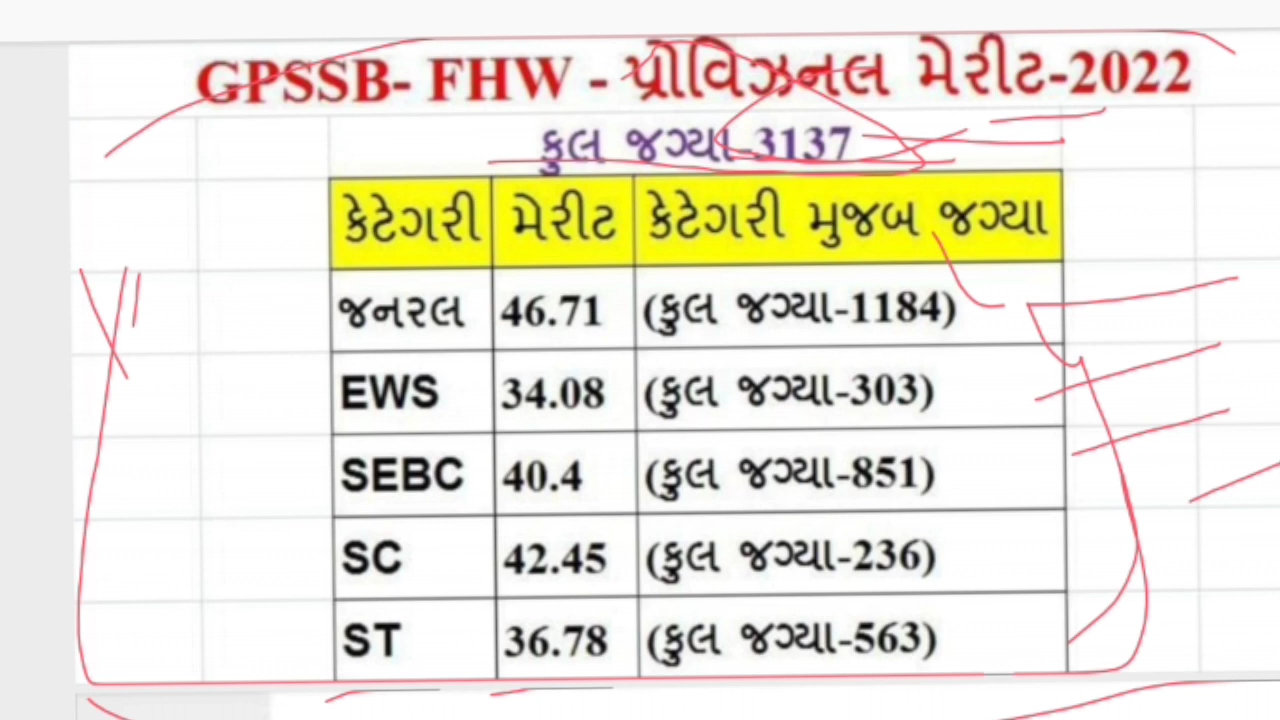 GPSSB- FHW - પ્રોવિઝનલ મેરીટ-2022
કુલ જગ્યા-3137
કેટેગરી મેરીટ કેટેગરી મુજબ જગ્યા
જનરલ 46.71 (કુલ જગ્યા-1184)
EWS 34.08 (કુલ જગ્યા-303)
SEBC 40.4 (કુલ જગ્યા-851)
SC 42.45 (કુલ જગ્યા-236)
ST 36.78 (કુલ જગ્યા-563)